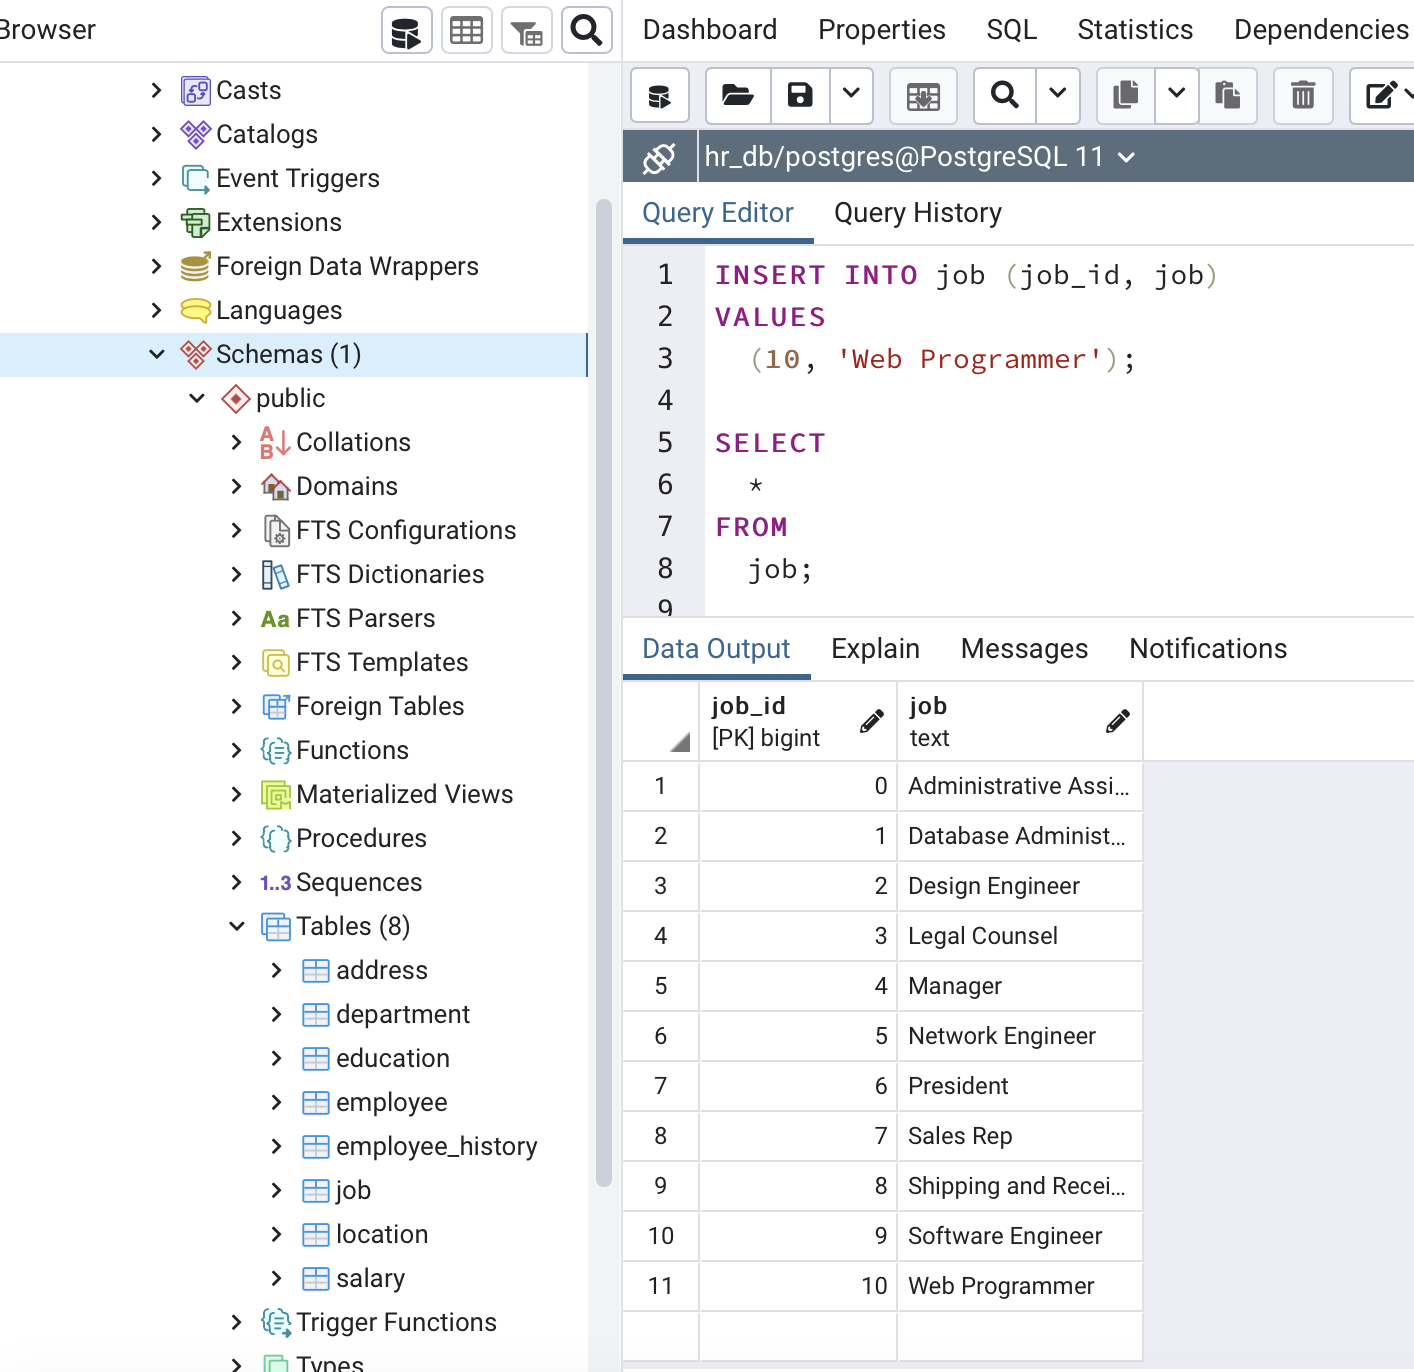 Browser
Dashboard Properties SQL Statistics Dependencies
Casts
Catalogs
Event Triggers
Extensions
Foreign Data Wrappers
Languages
Schemas (1)
public
Collations
Domains
FTS Configurations
FTS Dictionaries
Aa FTS Parsers
FTS Templates
Foreign Tables
Functions
Materialized Views
Procedures
1..3 Sequences
Tables (8)
address
department
education
employee
employee_history
job
location
salary
Trigger Functions
Types
hr_db/postgres@PostgreSQL 11
Query Editor Query History
1 INSERT INTO job (job_id, job)
2 VALUES
3 (10, 'Web Programmer');
4
5 SELECT
6 *
7 FROM
8 job;
9
Data Output Explain Messages Notifications
job_id job
[PK] bigint text
1 0 Administrative Assi...
2 1 Database Administ...
3 2 Design Engineer
4 3 Legal Counsel
5 4 Manager
6 5 Network Engineer
7 6 President
8 7 Sales Rep
9 8 Shipping and Recei...
10 9 Software Engineer
11 10 Web Programmer